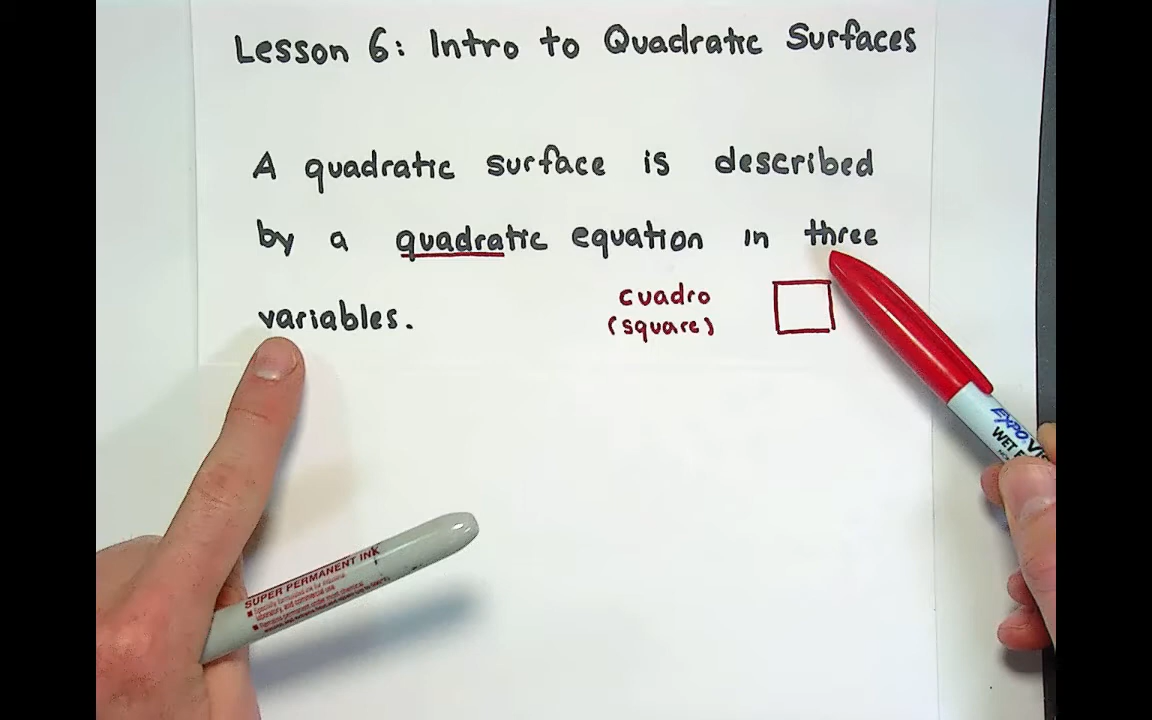 Lesson 6: Intro to Quadratic Surfaces
A quadratic surface is described
by a quadratic equation in three
variables.
cuadro
(square)
EXPO
WET
SUPER PERMANENT INK